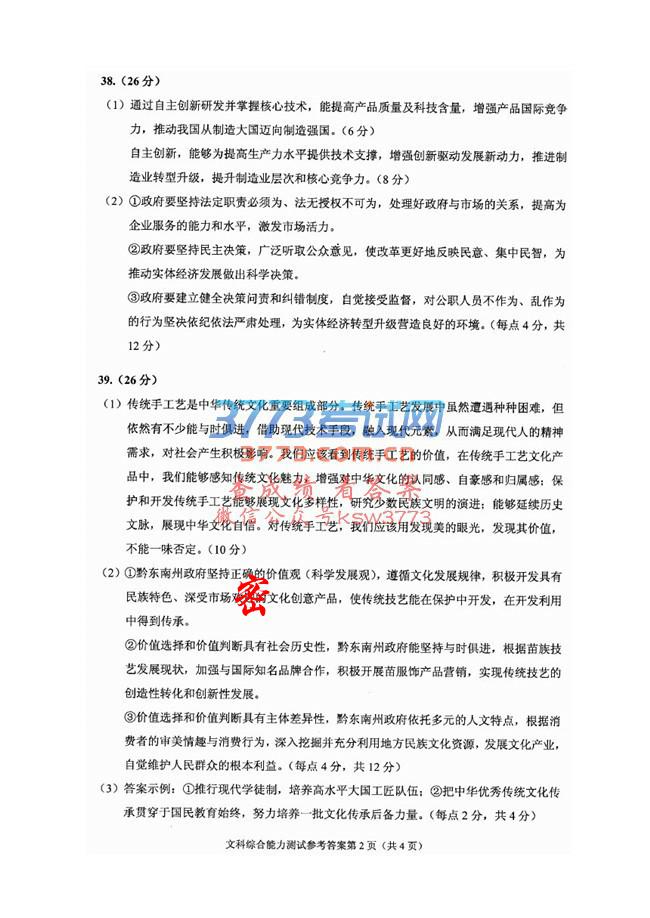 38.（26 分）
（1）通过自主创新研发并掌握核心技术，能提高产品质量及科技含量，增强产品国际竞争
力，推动我国从制造大国迈向制造强国。（6 分）
自主创新，能够为提高生产力水平提供技术支撑，增强创新驱动发展新动力，推进制
造业转型升级，提升制造业层次和核心竞争力。（8 分）
（2）①政府要坚持法定职责必须为、法无授权不可为，处理好政府与市场的关系，提高为
企业服务的能力和水平，激发市场活力。
②政府要坚持民主决策，广泛听取公众意见，使改革更好地反映民意、集中民智，为
推动实体经济发展做出科学决策。
③政府要建立健全决策问责和纠错制度，自觉接受监督，对公职人员不作为、乱作为
的行为坚决依纪依法严肃处理，为实体经济转型升级营造良好的环境。（每点 4 分，共
12 分）
39.（26 分）
（1）传统手工艺是中华传统文化重要组成部分。传统手工艺发展中虽然遭遇种种困难，但
依然有不少能与时俱进，借助现代技术手段，融入现代元素，从而满足现代人的精神
需求，对社会产生积极影响。我们应该看到传统手工艺的价值，在传统手工艺文化产
品中，我们能够感知传统文化魅力，增强对中华文化的认同感、自豪感和归属感；保
护和开发传统手工艺能够展现文化多样性，研究少数民族文明的演进；能够延续历史
文脉，展现中华文化自信。对传统手工艺，我们应该用发现美的眼光，发现其价值，
不能一味否定。（10 分）
3773考试网
3773.com.cn
查成绩 看答案
微信公众号ksw3773
（2）①黔东南州政府坚持正确的价值观（科学发展观），遵循文化发展规律，积极开发具有
民族特色、深受市场欢迎的文化创意产品，使传统技艺能在保护中开发，在开发利用
中得到传承。
密
②价值选择和价值判断具有社会历史性，黔东南州政府能坚持与时俱进，根据苗族技
艺发展现状，加强与国际知名品牌合作，积极开展苗服饰产品营销，实现传统技艺的
创造性转化和创新性发展。
③价值选择和价值判断具有主体差异性，黔东南州政府依托多元的人文特点，根据消
费者的审美情趣与消费行为，深入挖掘并充分利用地方民族文化资源，发展文化产业，
自觉维护人民群众的根本利益。（每点 4 分，共 12 分）
（3）答案示例：①推行现代学徒制，培养高水平大国工匠队伍；②把中华优秀传统文化传
承贯穿于国民教育始终，努力培养一批文化传承后备力量。（每点 2 分，共 4 分）
文科综合能力测试参考答案第 2 页（共 4 页）